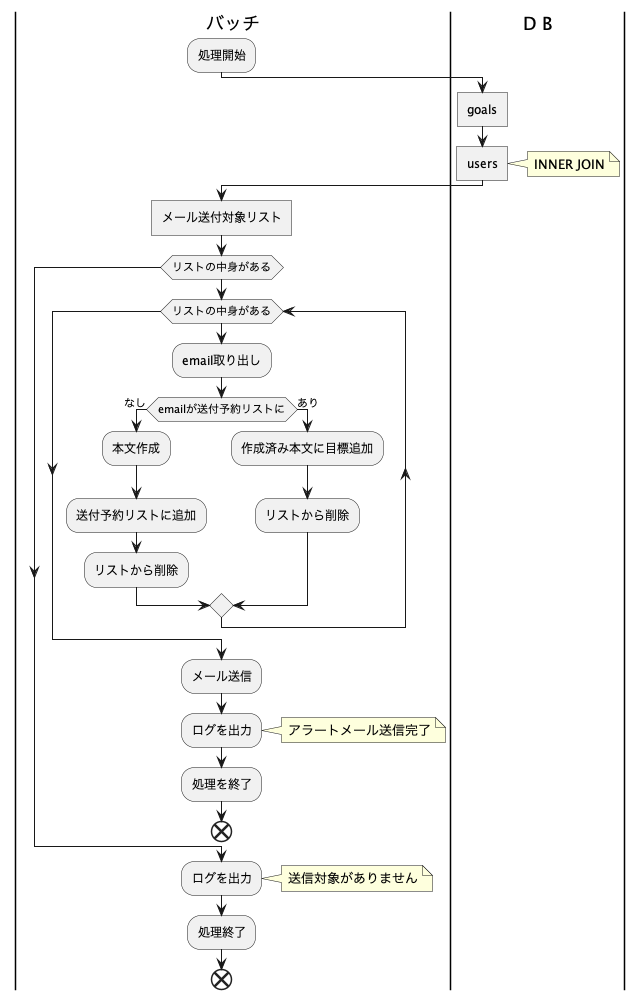 バッチ
ＤＢ
処理開始
goals
users
INNER JOIN
メール送付対象リスト
リストの中身がある
リストの中身がある
email取り出し
なし
emailが送付予約リストに
あり
本文作成
作成済み本文に目標追加
送付予約リストに追加
リストから削除
リストから削除
メール送信
ログを出力
アラートメール送信完了
処理を終了
ログを出力
送信対象がありません
処理終了